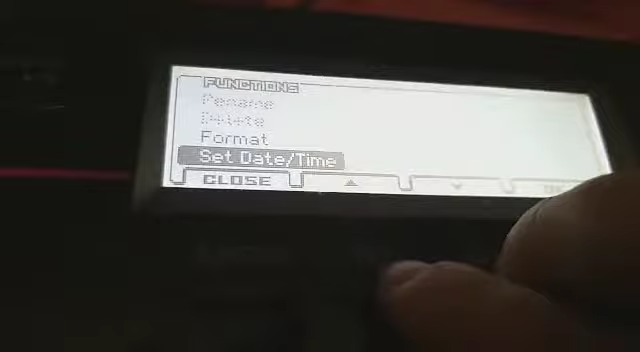 FUNCTIONS
Rename
Delete
Format
Set Date/Time
CLOSE